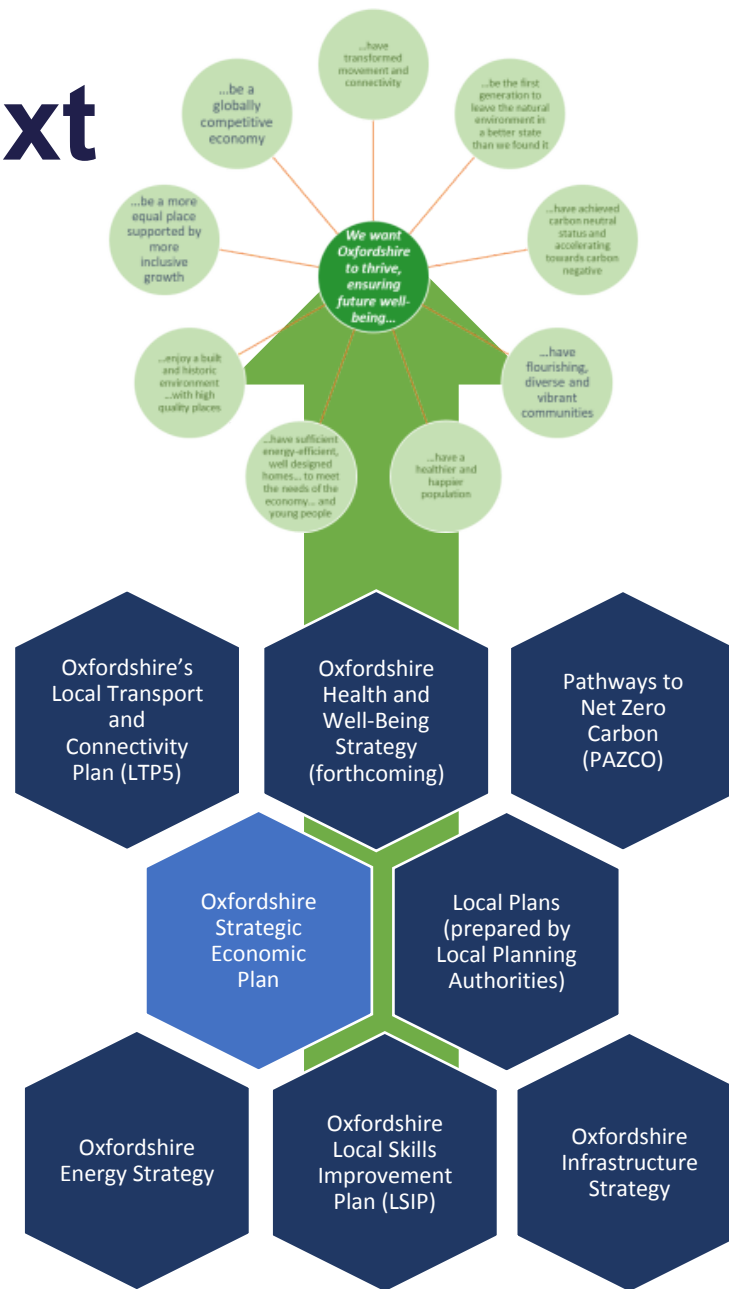 xt
...have
transformed
movement and
connectivity
...be a
globally
competitive
economy
...be the first
generation to
leave the natural
environment in
a better state
than we found it
...be a more
equal place
supported by
more
inclusive
growth
...have achieved
carbon neutral
status and
accelerating
towards carbon
negative
We want
Oxfordshire
to thrive,
ensuring
future well-
being...
...enjoy a built
and historic
environment
...with high
quality places
...have
flourishing,
diverse and
vibrant
communities
...have sufficient
energy-efficient,
well designed
homes... to meet
the needs of the
economy... and
young people
...have a
healthier and
happier
population
Oxfordshire's
Local Transport
and
Connectivity
Plan (LTP5)
Oxfordshire
Health and
Well-Being
Strategy
(forthcoming)
Pathways to
Net Zero
Carbon
(PAZCO)
Oxfordshire
Strategic
Economic
Plan
Local Plans
(prepared by
Local Planning
Authorities)
Oxfordshire
Energy Strategy
Oxfordshire
Local Skills
Improvement
Plan (LSIP)
Oxfordshire
Infrastructure
Strategy